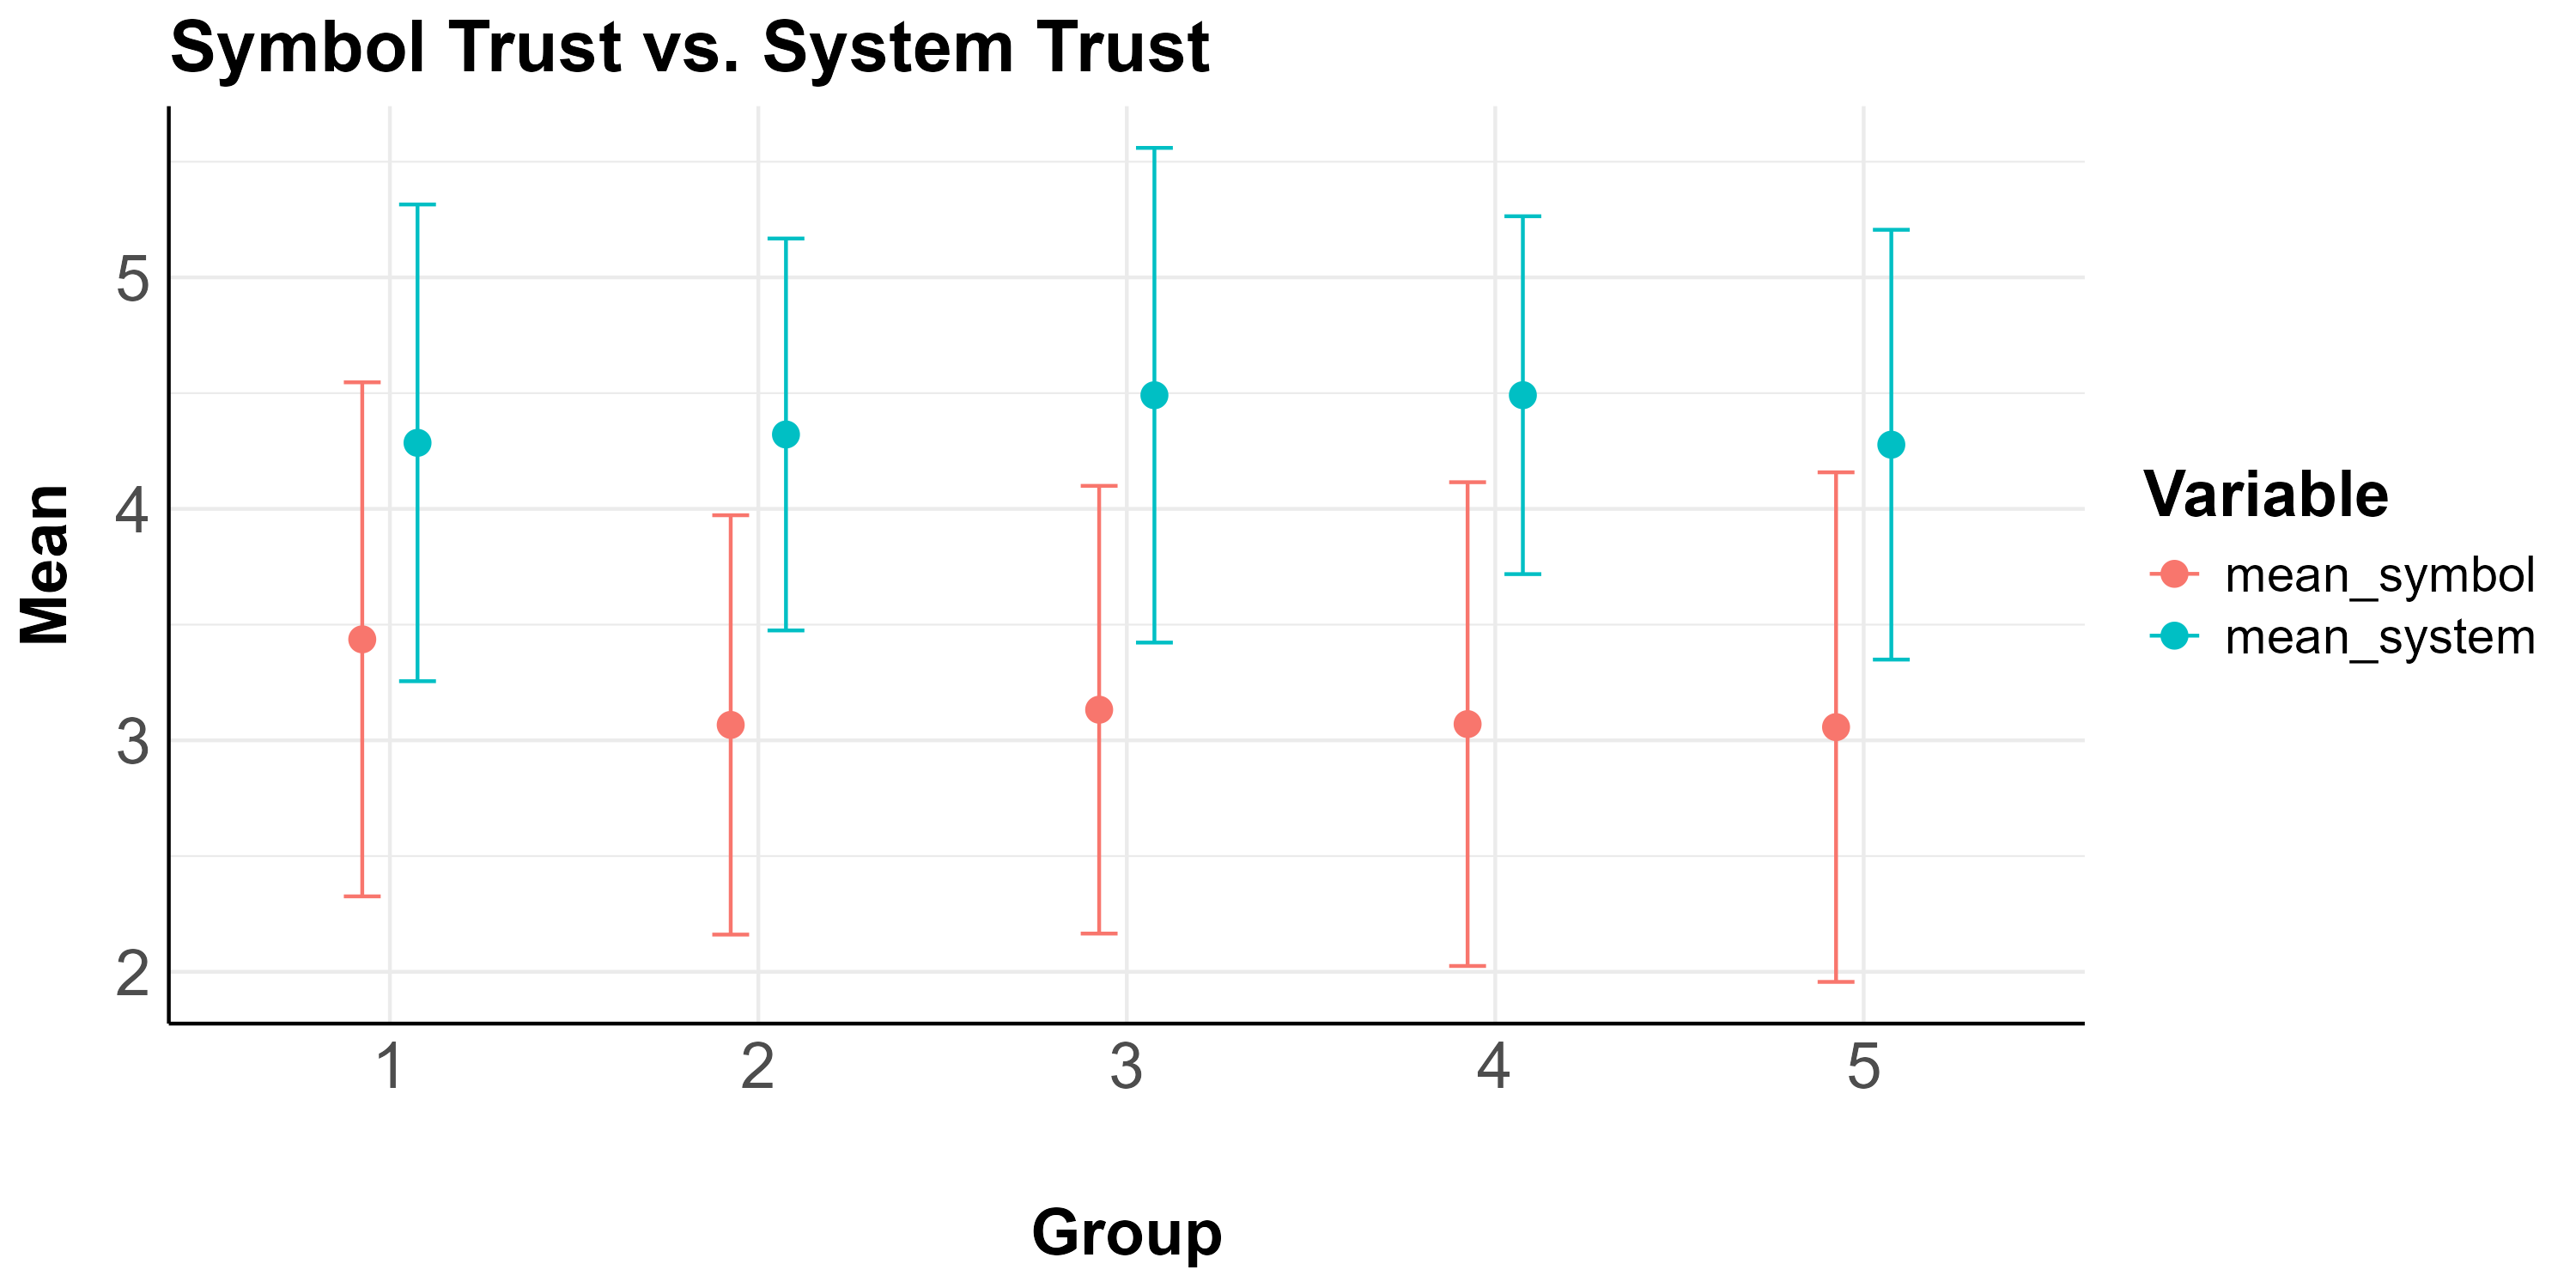 Symbol Trust vs. System Trust
Mean
5
4
3
2
1 2 3 4 5
Group
Variable
mean_symbol
mean_system